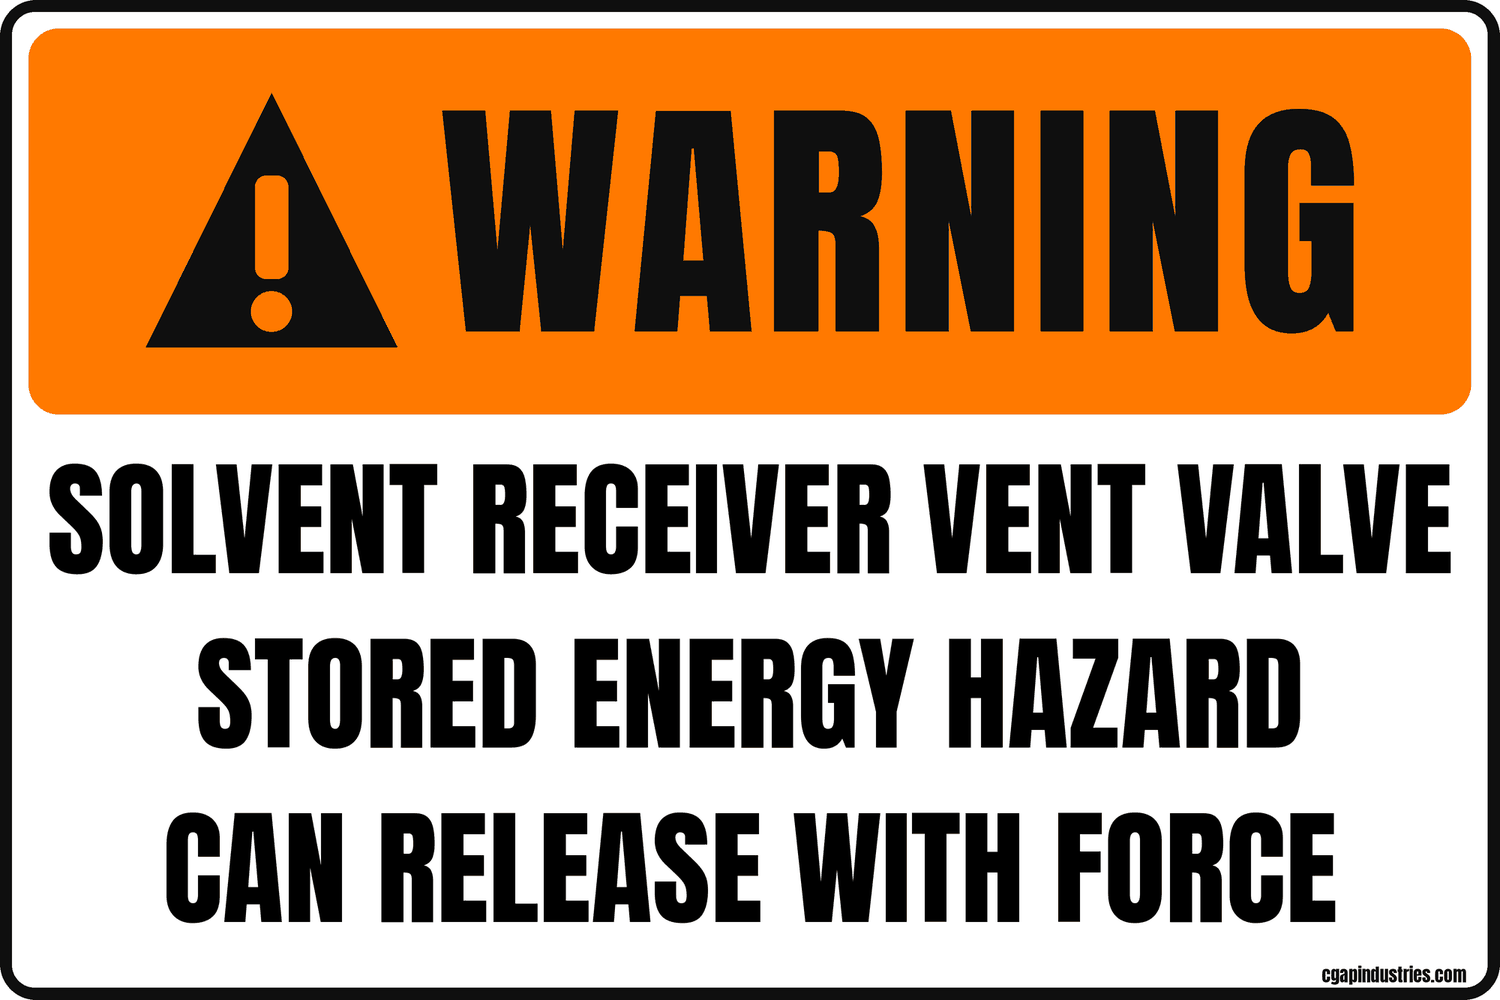 WARNING
SOLVENT RECEIVER VENT VALVE
STORED ENERGY HAZARD
CAN RELEASE WITH FORCE
cgapindustries.com